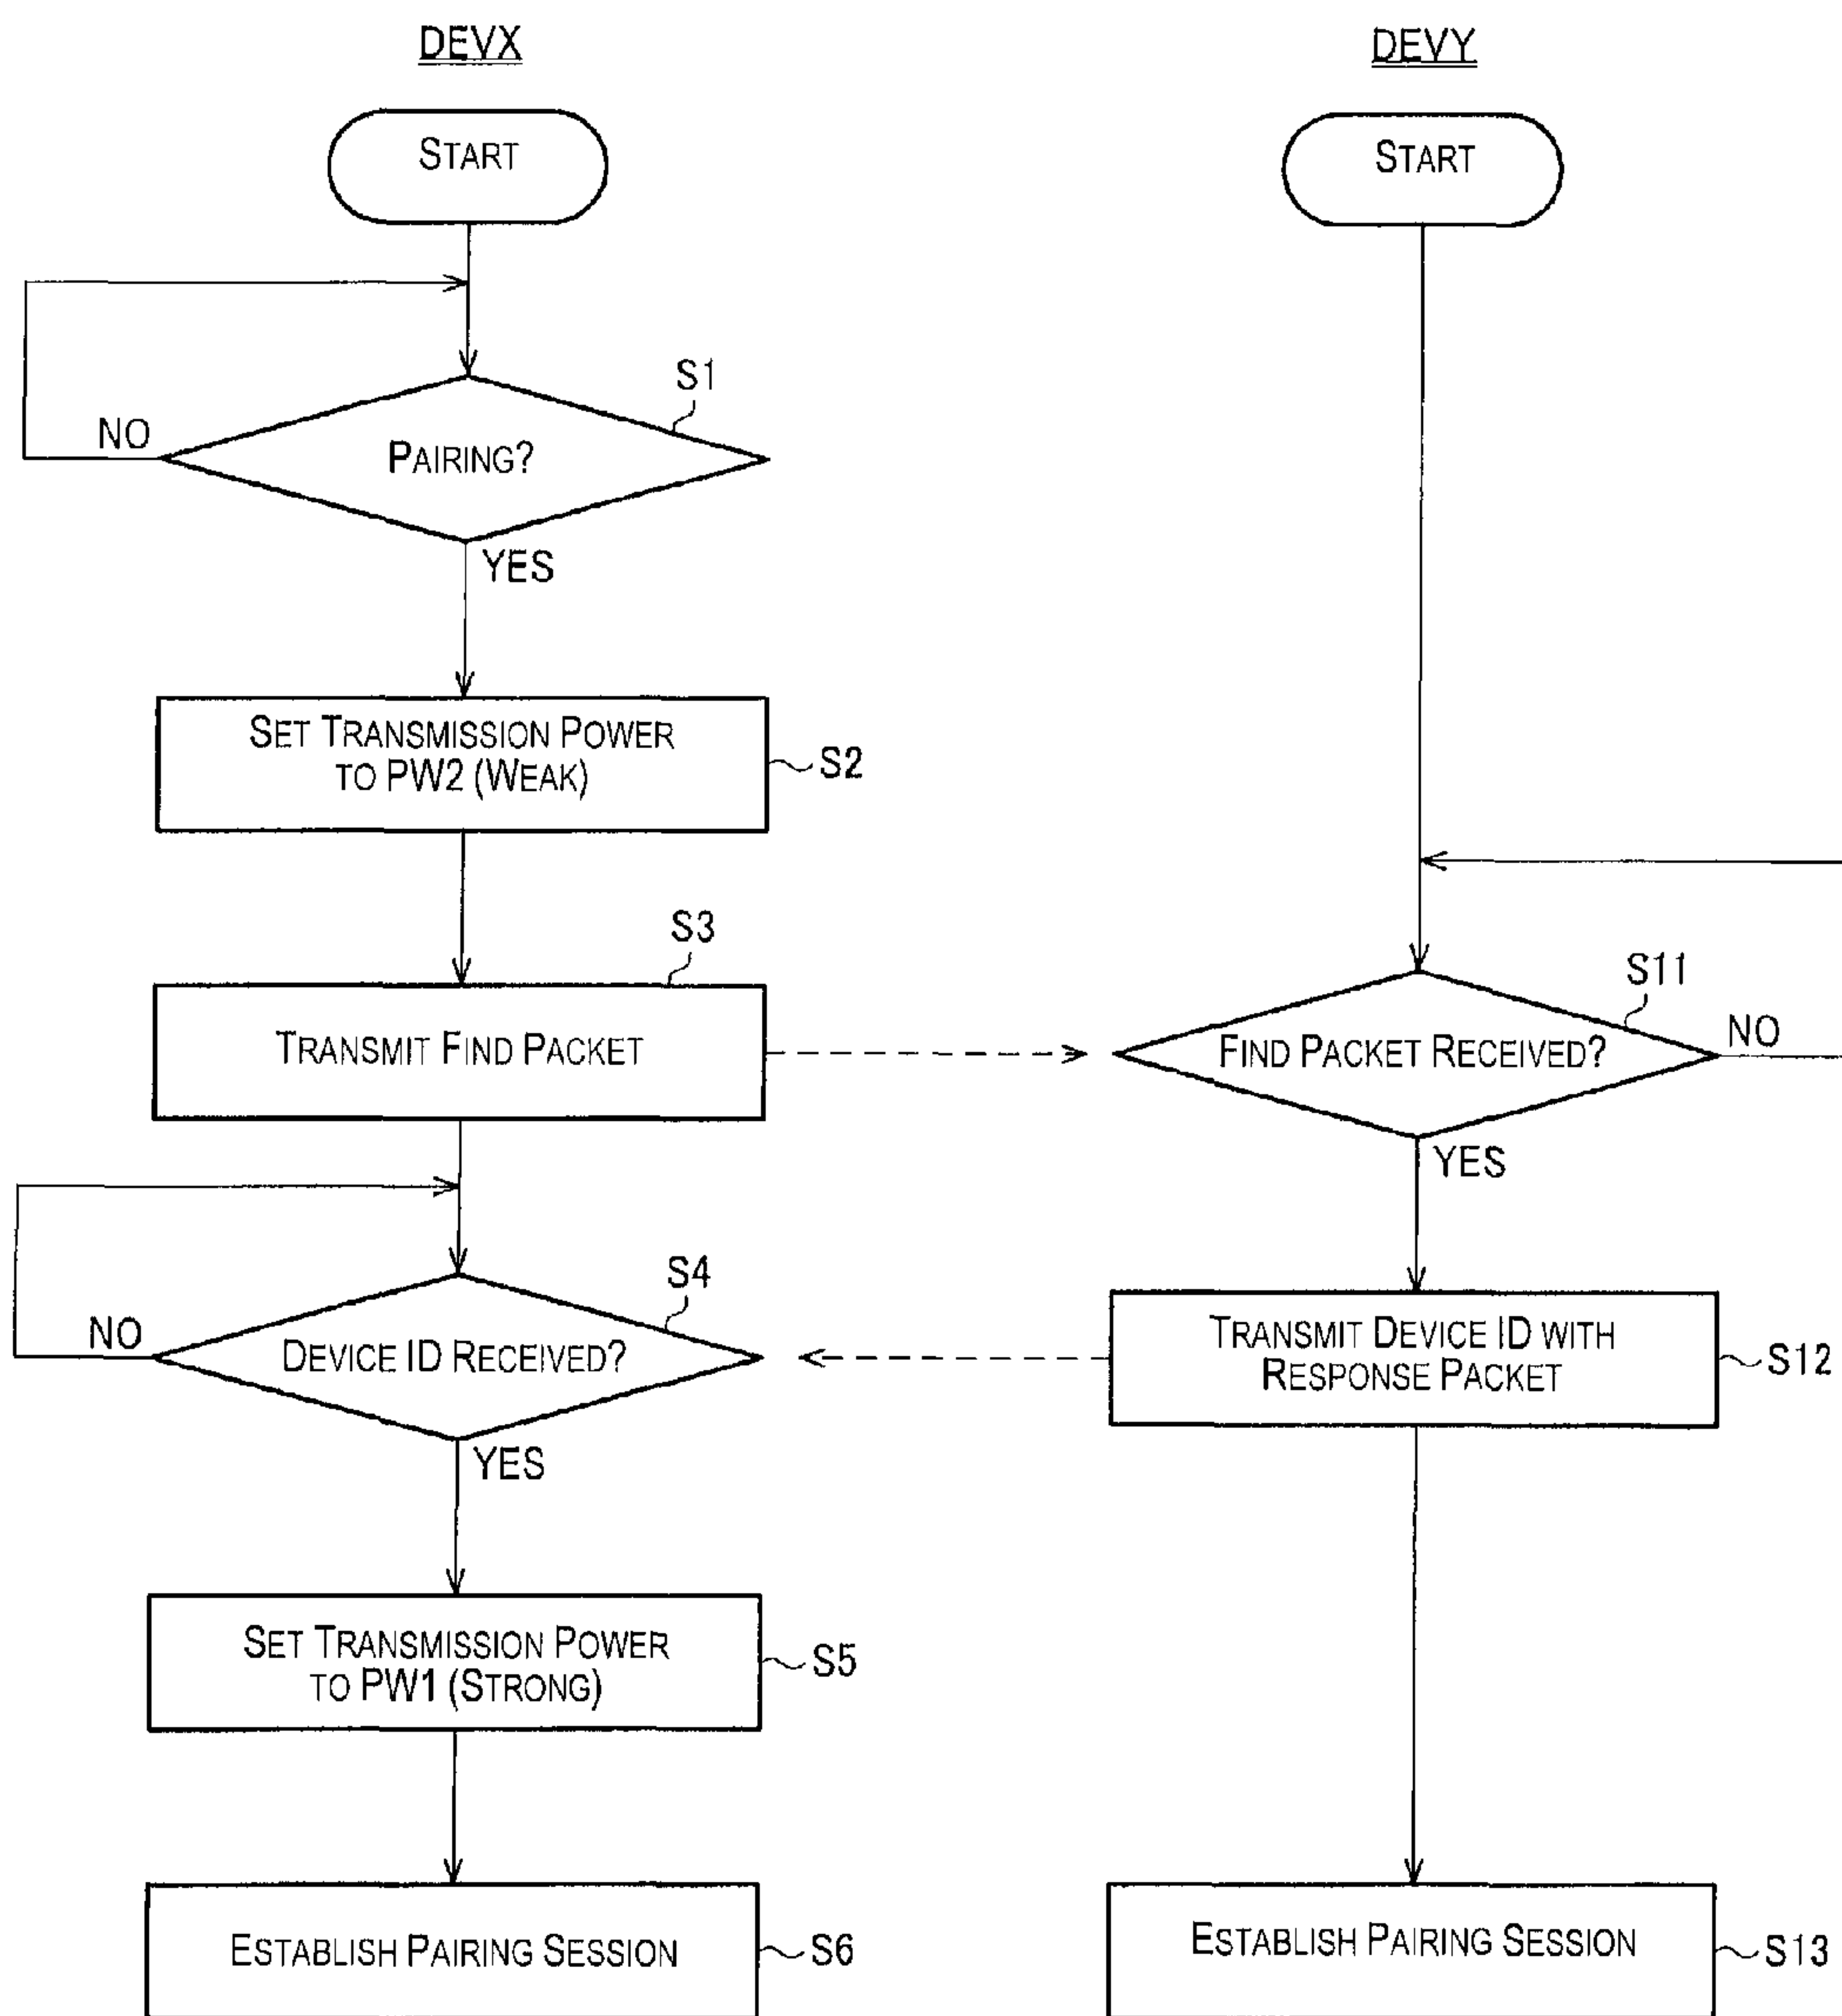 DEVX
START
S1
NO
PAIRING?
YES
SET TRANSMISSION POWER
TO PW2 (WEAK)
S2
S3
TRANSMIT FIND PACKET
S4
NO
DEVICE ID RECEIVED?
YES
SET TRANSMISSION POWER
TO PW1 (STRONG)
S5
ESTABLISH PAIRING SESSION
S6
DEVY
START
S11
FIND PACKET RECEIVED?
NO
YES
TRANSMIT DEVICE ID WITH
RESPONSE PACKET
S12
ESTABLISH PAIRING SESSION
S13